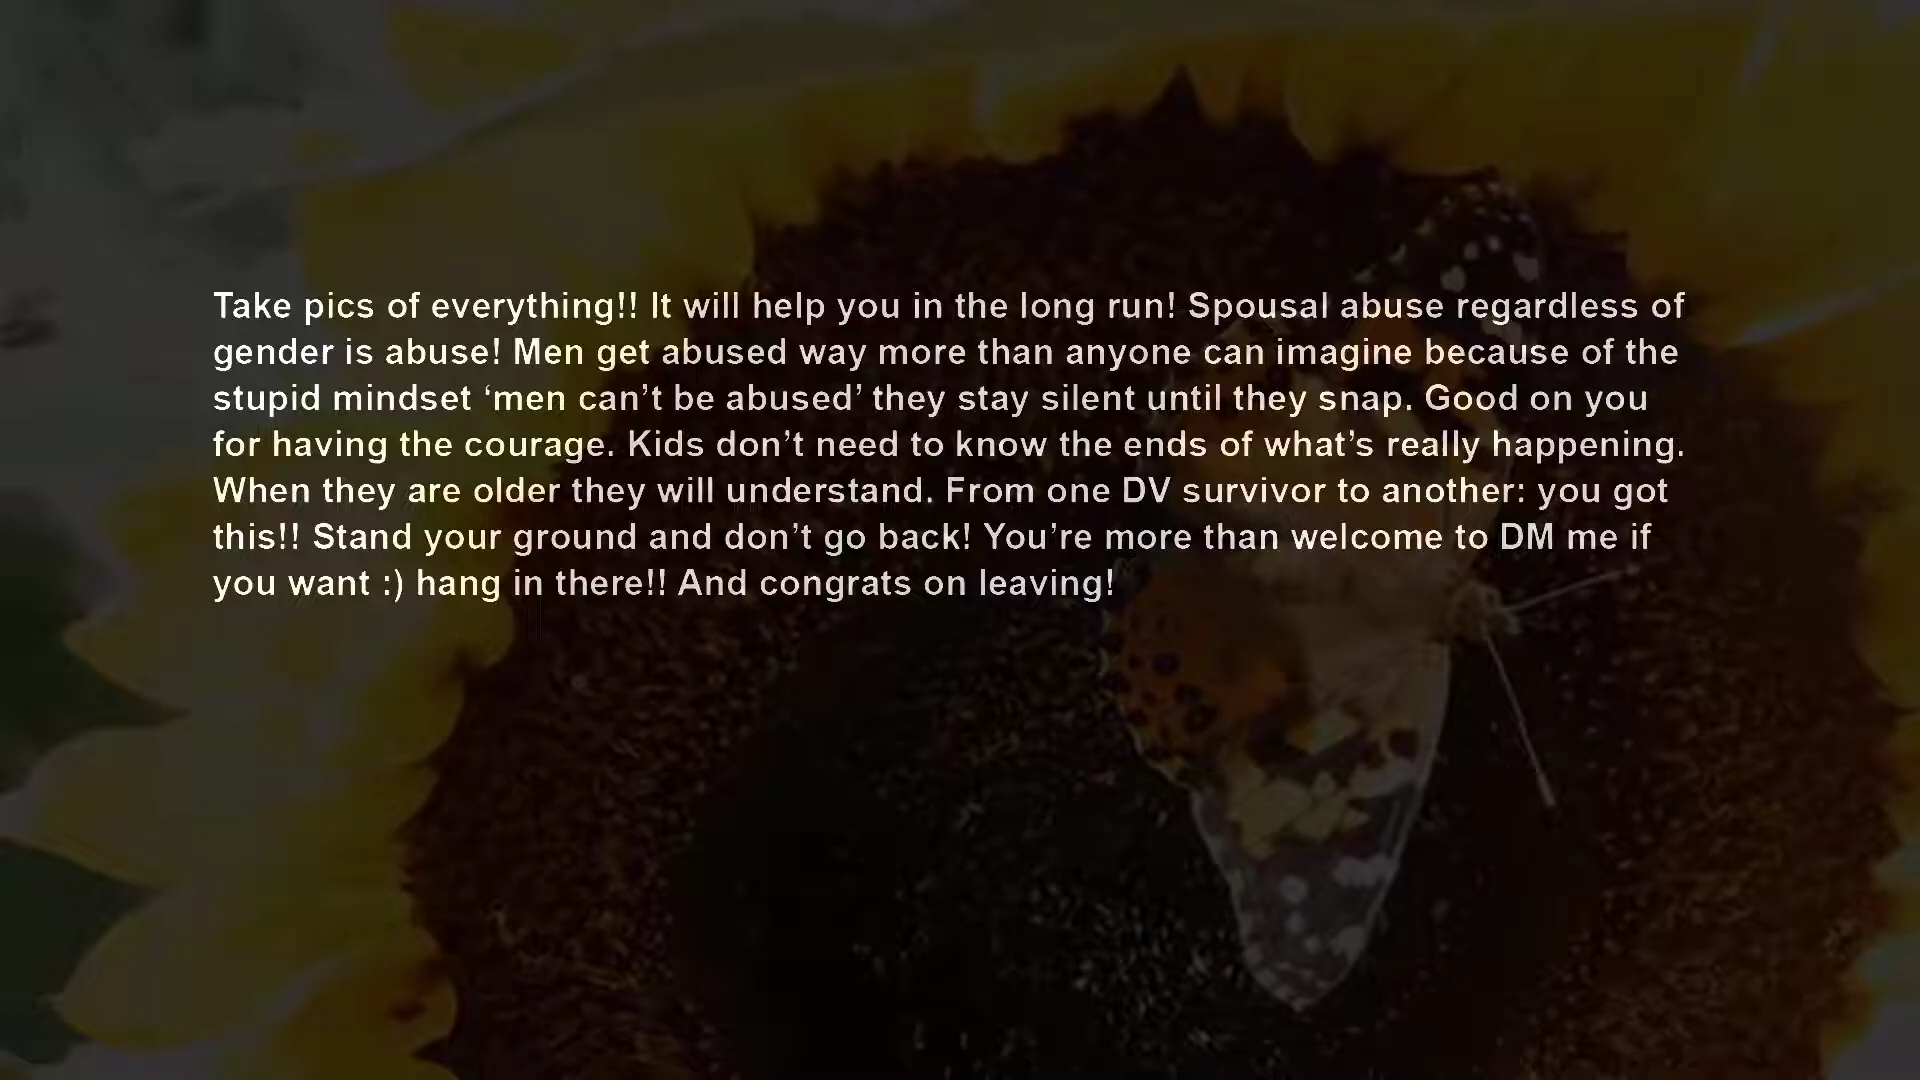 Take pics of everything!! It will help you in the long run! Spousal abuse regardless of
gender is abuse! Men get abused way more than anyone can imagine because of the
stupid mindset ‘men can’t be abused’ they stay silent until they snap. Good on you
for having the courage. Kids don’t need to know the ends of what’s really happening.
When they are older they will understand. From one DV survivor to another: you got
this!! Stand your ground and don’t go back! You’re more than welcome to DM me if
you want :) hang in there!! And congrats on leaving!